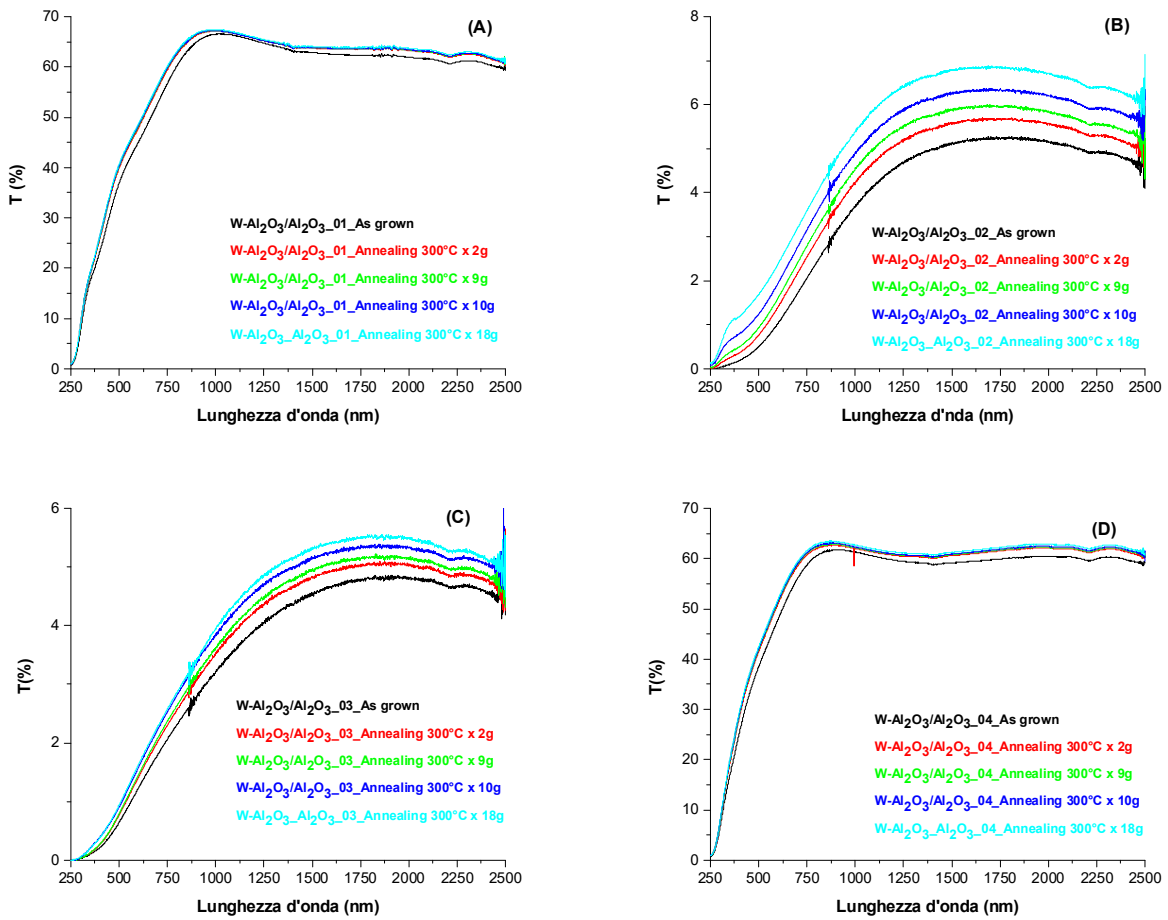 (A)
70
60
50
40
30
20
10
0
T (%)
W-Al₂O₃/Al₂O₃_01_As grown
W-Al₂O₃/Al₂O₃_01_Annealing 300°C x 2g
W-Al₂O₃/Al₂O₃_01_Annealing 300°C x 9g
W-Al₂O₃/Al₂O₃_01_Annealing 300°C x 10g
W-Al₂O₃_Al₂O₃_01_Annealing 300°C x 18g
250 500 750 1000 1250 1500 1750 2000 2250 2500
Lunghezza d'onda (nm)
(B)
8
6
4
2
0
T (%)
W-Al₂O₃/Al₂O₃_02_As grown
W-Al₂O₃/Al₂O₃_02_Annealing 300°C x 2g
W-Al₂O₃/Al₂O₃_02_Annealing 300°C x 9g
W-Al₂O₃/Al₂O₃_02_Annealing 300°C x 10g
W-Al₂O₃_Al₂O₃_02_Annealing 300°C x 18g
250 500 750 1000 1250 1500 1750 2000 2250 2500
Lunghezza d'nda (nm)
(C)
6
4
2
0
T(%)
W-Al₂O₃/Al₂O₃_03_As grown
W-Al₂O₃/Al₂O₃_03_Annealing 300°C x 2g
W-Al₂O₃/Al₂O₃_03_Annealing 300°C x 9g
W-Al₂O₃/Al₂O₃_03_Annealing 300°C x 10g
W-Al₂O₃_Al₂O₃_03_Annealing 300°C x 18g
250 500 750 1000 1250 1500 1750 2000 2250 2500
Lunghezza d'onda (nm)
(D)
70
60
50
40
30
20
10
0
T(%)
W-Al₂O₃/Al₂O₃_04_As grown
W-Al₂O₃/Al₂O₃_04_Annealing 300°C x 2g
W-Al₂O₃/Al₂O₃_04_Annealing 300°C x 9g
W-Al₂O₃/Al₂O₃_04_Annealing 300°C x 10g
W-Al₂O₃_Al₂O₃_04_Annealing 300°C x 18g
250 500 750 1000 1250 1500 1750 2000 2250 2500
Lunghezza d'onda (nm)